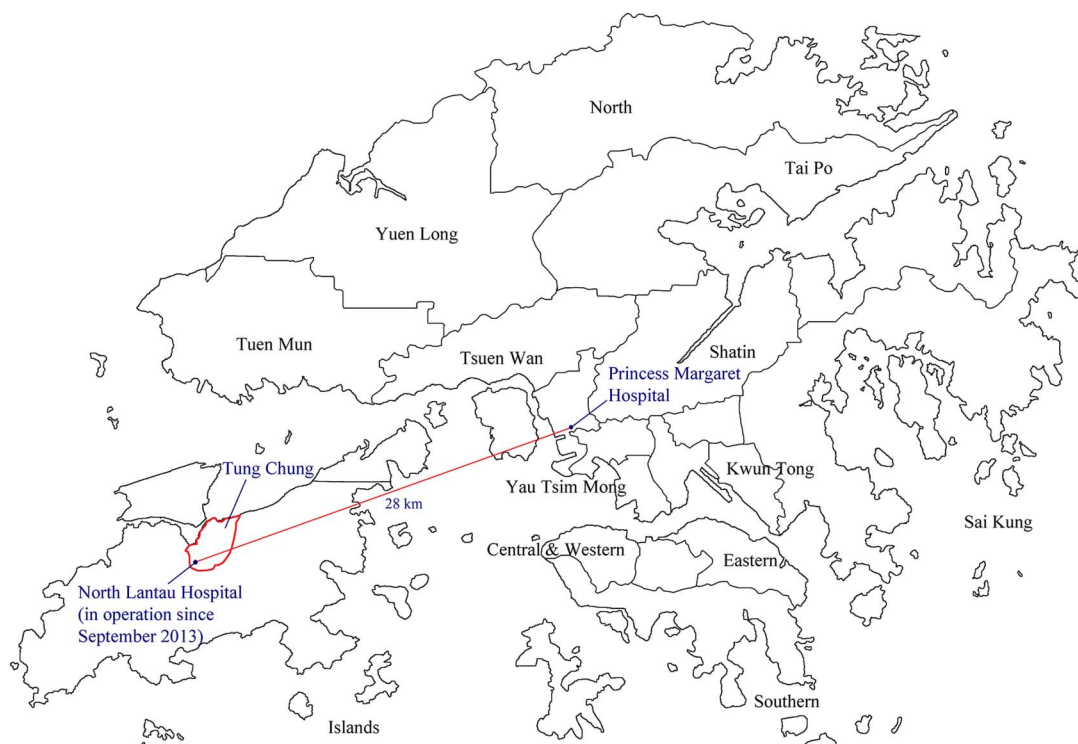 North
Tai Po
Yuen Long
Tuen Mun
Tsuen Wan
Shatin
Princess Margaret
Hospital
Tung Chung
Kwun Tong
Yau Tsim Mong
28 km
Sai Kung
Central & Western
Eastern
North Lantau Hospital
(in operation since
September 2013)
Southern
Islands